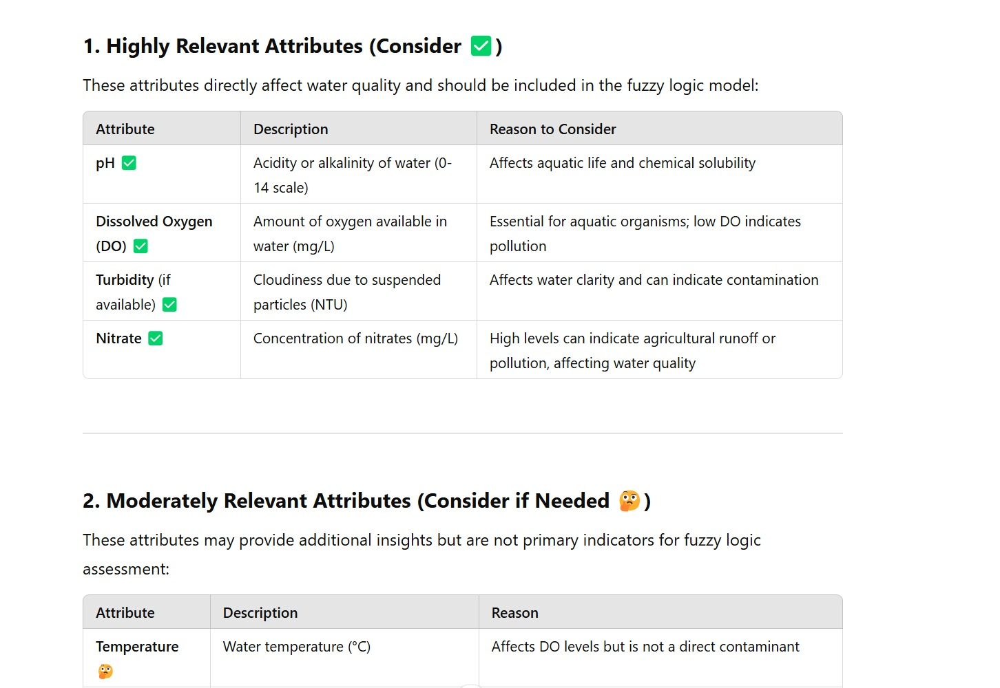 1. Highly Relevant Attributes (Consider ✅)
These attributes directly affect water quality and should be included in the fuzzy logic model:
Attribute Description Reason to Consider
pH ✅ Acidity or alkalinity of water (0-
14 scale) Affects aquatic life and chemical solubility
Dissolved Oxygen
(DO) ✅ Amount of oxygen available in
water (mg/L) Essential for aquatic organisms; low DO indicates
pollution
Turbidity (if
available) ✅ Cloudiness due to suspended
particles (NTU) Affects water clarity and can indicate contamination
Nitrate ✅ Concentration of nitrates (mg/L) High levels can indicate agricultural runoff or
pollution, affecting water quality
2. Moderately Relevant Attributes (Consider if Needed 🤔)
These attributes may provide additional insights but are not primary indicators for fuzzy logic
assessment:
Attribute Description Reason
Temperature
🤔 Water temperature (°C) Affects DO levels but is not a direct contaminant